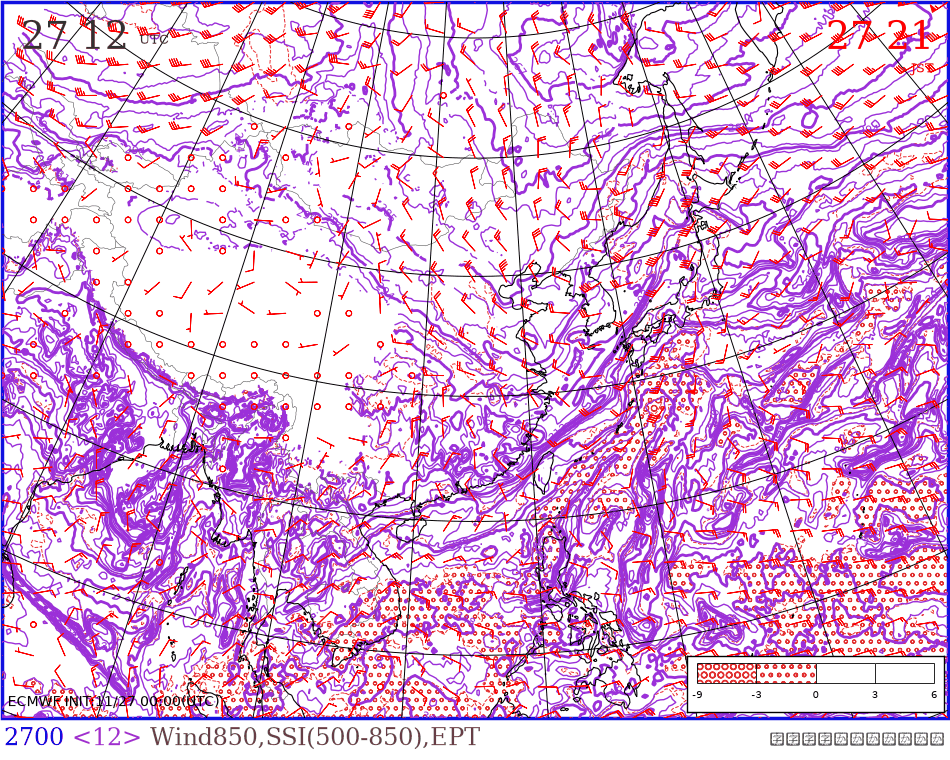 27 12 UTC
27 21
JST
ECMWF INIT:11/27 00:00(UTC)
-9 -3 0 3 6
2700 <12> Wind850,SSI(500-850),EPT